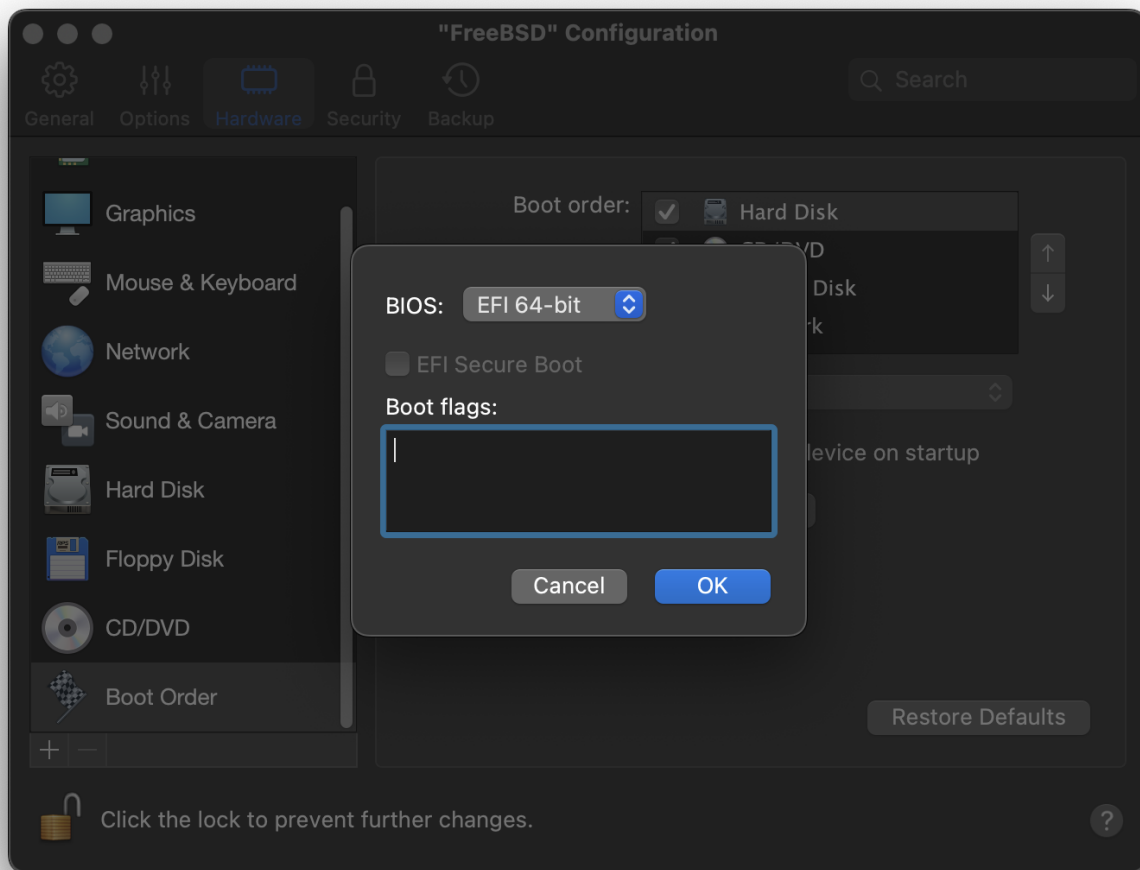 "FreeBSD" Configuration
General Options Hardware Security Backup
Search
Graphics
Mouse & Keyboard
Network
Sound & Camera
Hard Disk
Floppy Disk
CD/DVD
Boot Order
Boot order:
Hard Disk
CD/DVD
Disk
BIOS: EFI 64-bit
EFI Secure Boot
Boot flags:
Cancel OK
on startup
Restore Defaults
Click the lock to prevent further changes.
?